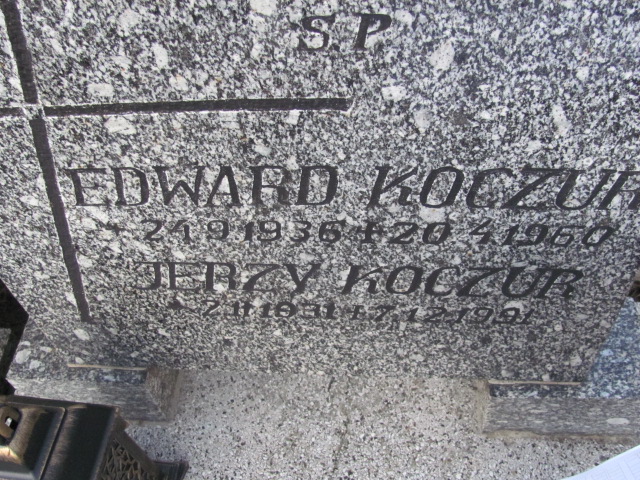 S.P
EDWARD KOCZUR
* 24.9.1936 + 20.4.1960
JERZY KOCZUR
* 7.11.1931 + 7.12.1991